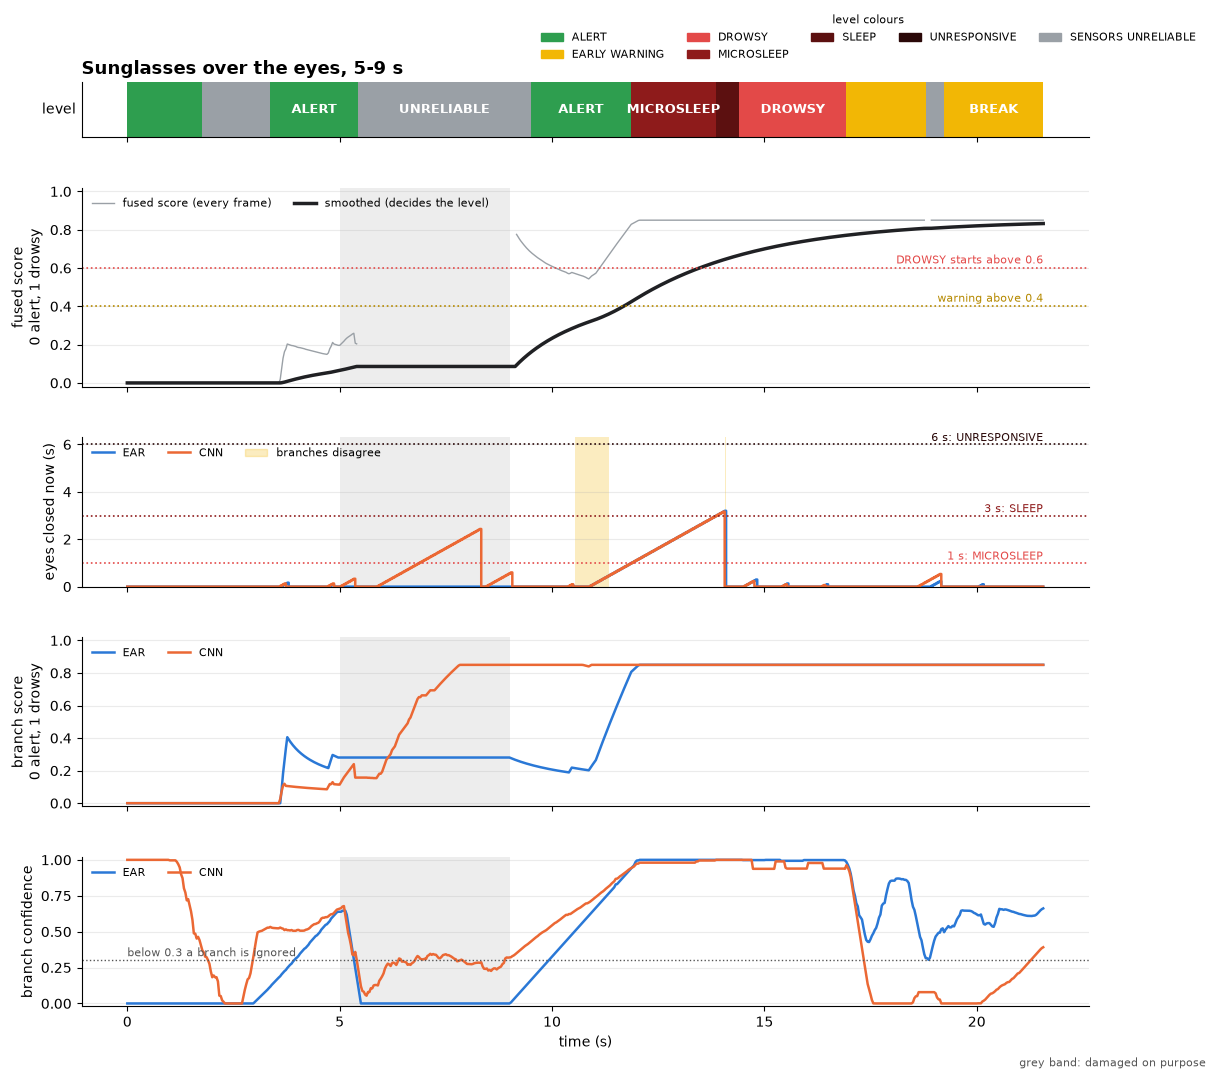 level colours
ALERT
DROWSY
SLEEP
UNRESPONSIVE
SENSORS UNRELIABLE
EARLY WARNING
MICROSLEEP
Sunglasses over the eyes, 5-9 s
level
ALERT
UNRELIABLE
ALERT
MICROSLEEP
DROWSY
BREAK
fused score
0 alert, 1 drowsy
1.0
0.8
0.6
0.4
0.2
0.0
fused score (every frame)
smoothed (decides the level)
DROWSY starts above 0.6
warning above 0.4
eyes closed now (s)
6
4
2
0
EAR
CNN
branches disagree
6 s: UNRESPONSIVE
3 s: SLEEP
1 s: MICROSLEEP
branch score
0 alert, 1 drowsy
1.0
0.8
0.6
0.4
0.2
0.0
EAR
CNN
branch confidence
1.00
0.75
0.50
0.25
0.00
EAR
CNN
below 0.3 a branch is ignored
0
5
10
15
20
time (s)
grey band: damaged on purpose